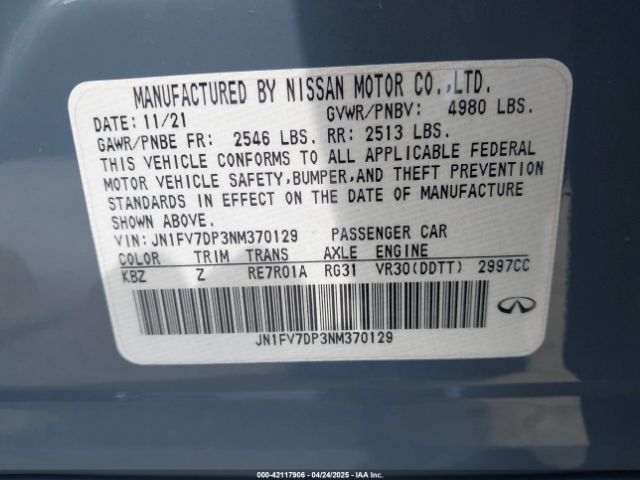 MANUFACTURED BY NISSAN MOTOR CO.,LTD.
DATE: 11/21 GVWR/PNBV: 4980 LBS.
GAWR/PNBE FR: 2546 LBS. RR: 2513 LBS.
THIS VEHICLE CONFORMS TO ALL APPLICABLE FEDERAL
MOTOR VEHICLE SAFETY,BUMPER,AND THEFT PREVENTION
STANDARDS IN EFFECT ON THE DATE OF MANUFACTURE
SHOWN ABOVE.
VIN: JN1FV7DP3NM370129 PASSENGER CAR
COLOR TRIM TRANS AXLE ENGINE
KBZ Z RE7R01A RG31 VR30(DDTT) 2997CC
JN1FV7DP3NM370129
INFINITI
000-42117906 - 04/24/2025 - IAA, Inc.